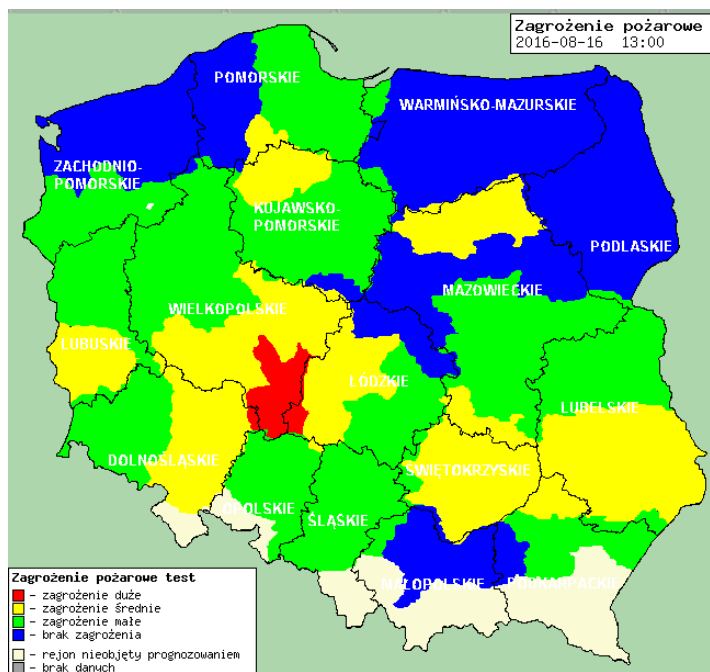 Zagrożenie pożarowe
2016-08-16 13:00
POMORSKIE
WARMIŃSKO-MAZURSKIE
ZACHODNIO-
POMORSKIE
KUJAWSKO-
POMORSKIE
PODLASKIE
MAZOWIECKIE
WIELKOPOLSKIE
LUBUSKIE
ŁÓDZKIE
LUBELSKIE
DOLNOŚLĄSKIE
ŚWIĘTOKRZYSKIE
OPOLSKIE
ŚLĄSKIE
MAŁOPOLSKIE
PODKARPACKIE
Zagrożenie pożarowe test
- zagrożenie duże
- zagrożenie średnie
- zagrożenie małe
- brak zagrożenia
- rejon nieobjęty prognozowaniem
- brak danych